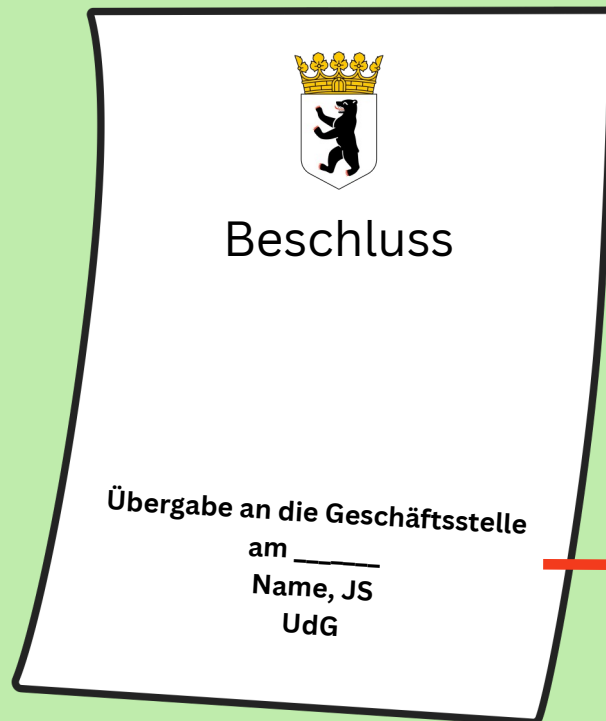 Beschluss
Übergabe an die Geschäftsstelle
am ______
Name, JS
UdG